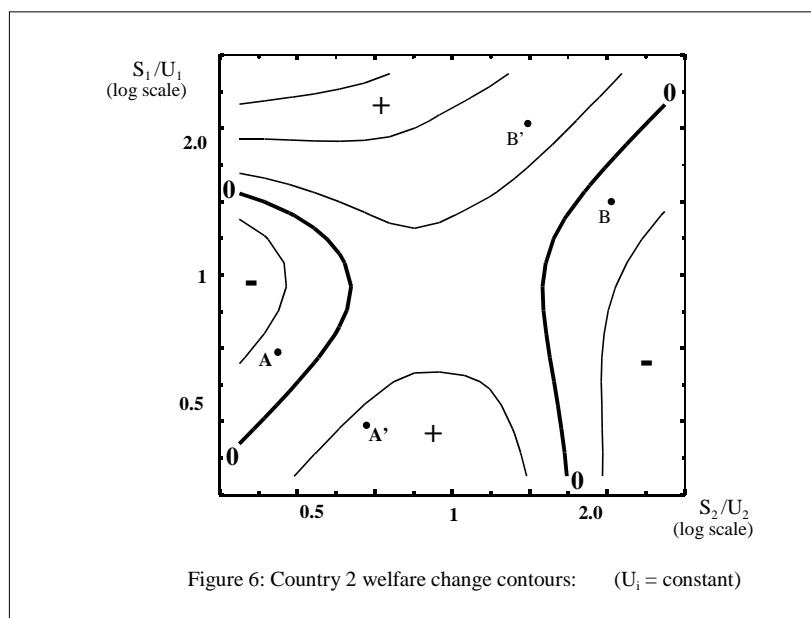 S₁/U₁
(log scale)
+
0
2.0
B’
0
B
1
-
-
A
0.5
A’
+
0
0
0.5
1
2.0
S₂/U₂
(log scale)
Figure 6: Country 2 welfare change contours: (Uᵢ = constant)